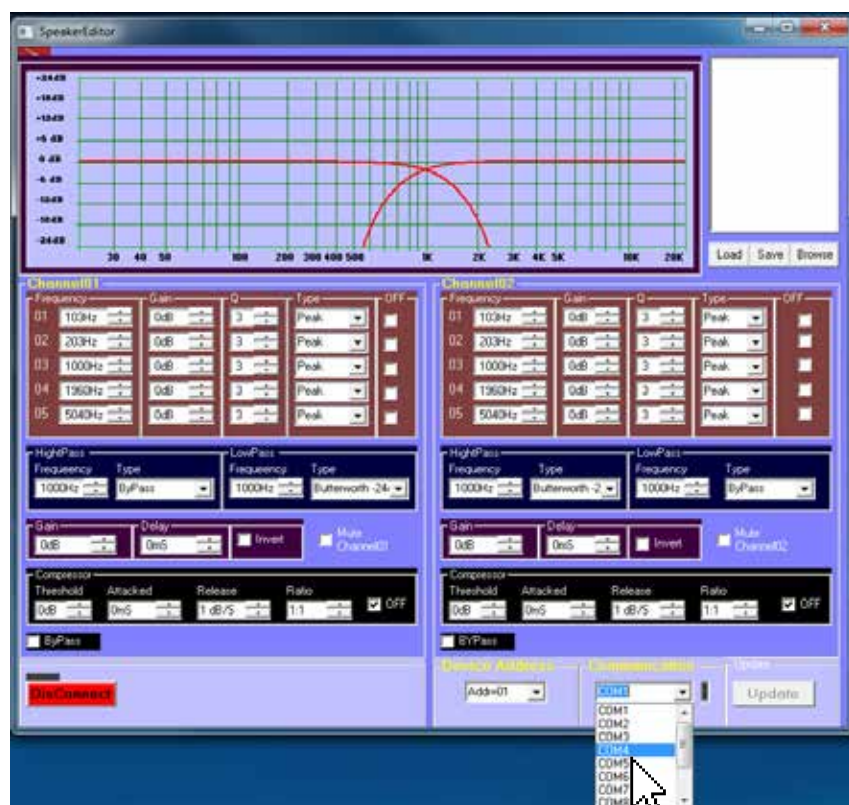 SpeakerEditor
+24dB
+18dB
+12dB
+6 dB
0 dB
-6 dB
-12dB
-18dB
-24dB
30 40 50 100 200 300 400 500 1K 2K 3K 4K 5K 10K 20K
Load Save Browse
Channel01
Frequency Gain Q Type OFF
01 103Hz 0dB 3 Peak
02 203Hz 0dB 3 Peak
03 1000Hz 0dB 3 Peak
04 1960Hz 0dB 3 Peak
05 5040Hz 0dB 3 Peak
HightPass LowPass
Frequeency Type Frequeency Type
1000Hz ByPass 1000Hz Butterworth -24
Gain Delay
0dB 0mS Invert Mute Channel01
Compressor
Threshold Attacked Release Ratio
0dB 0mS 1 dB/S 1:1 OFF
ByPass
Channel02
Frequency Gain Q Type OFF
01 103Hz 0dB 3 Peak
02 203Hz 0dB 3 Peak
03 1000Hz 0dB 3 Peak
04 1960Hz 0dB 3 Peak
05 5040Hz 0dB 3 Peak
HightPass LowPass
Frequeency Type Frequeency Type
1000Hz Butterworth -2 1000Hz ByPass
Gain Delay
0dB 0mS Invert Mute Channel02
Compressor
Threshold Attacked Release Ratio
0dB 0mS 1 dB/S 1:1 OFF
BYPass
DisConnect
Device Address Communication Update
Addr=01 COM1 Update
COM1
COM2
COM3
COM4
COM5
COM6
COM7
COM8